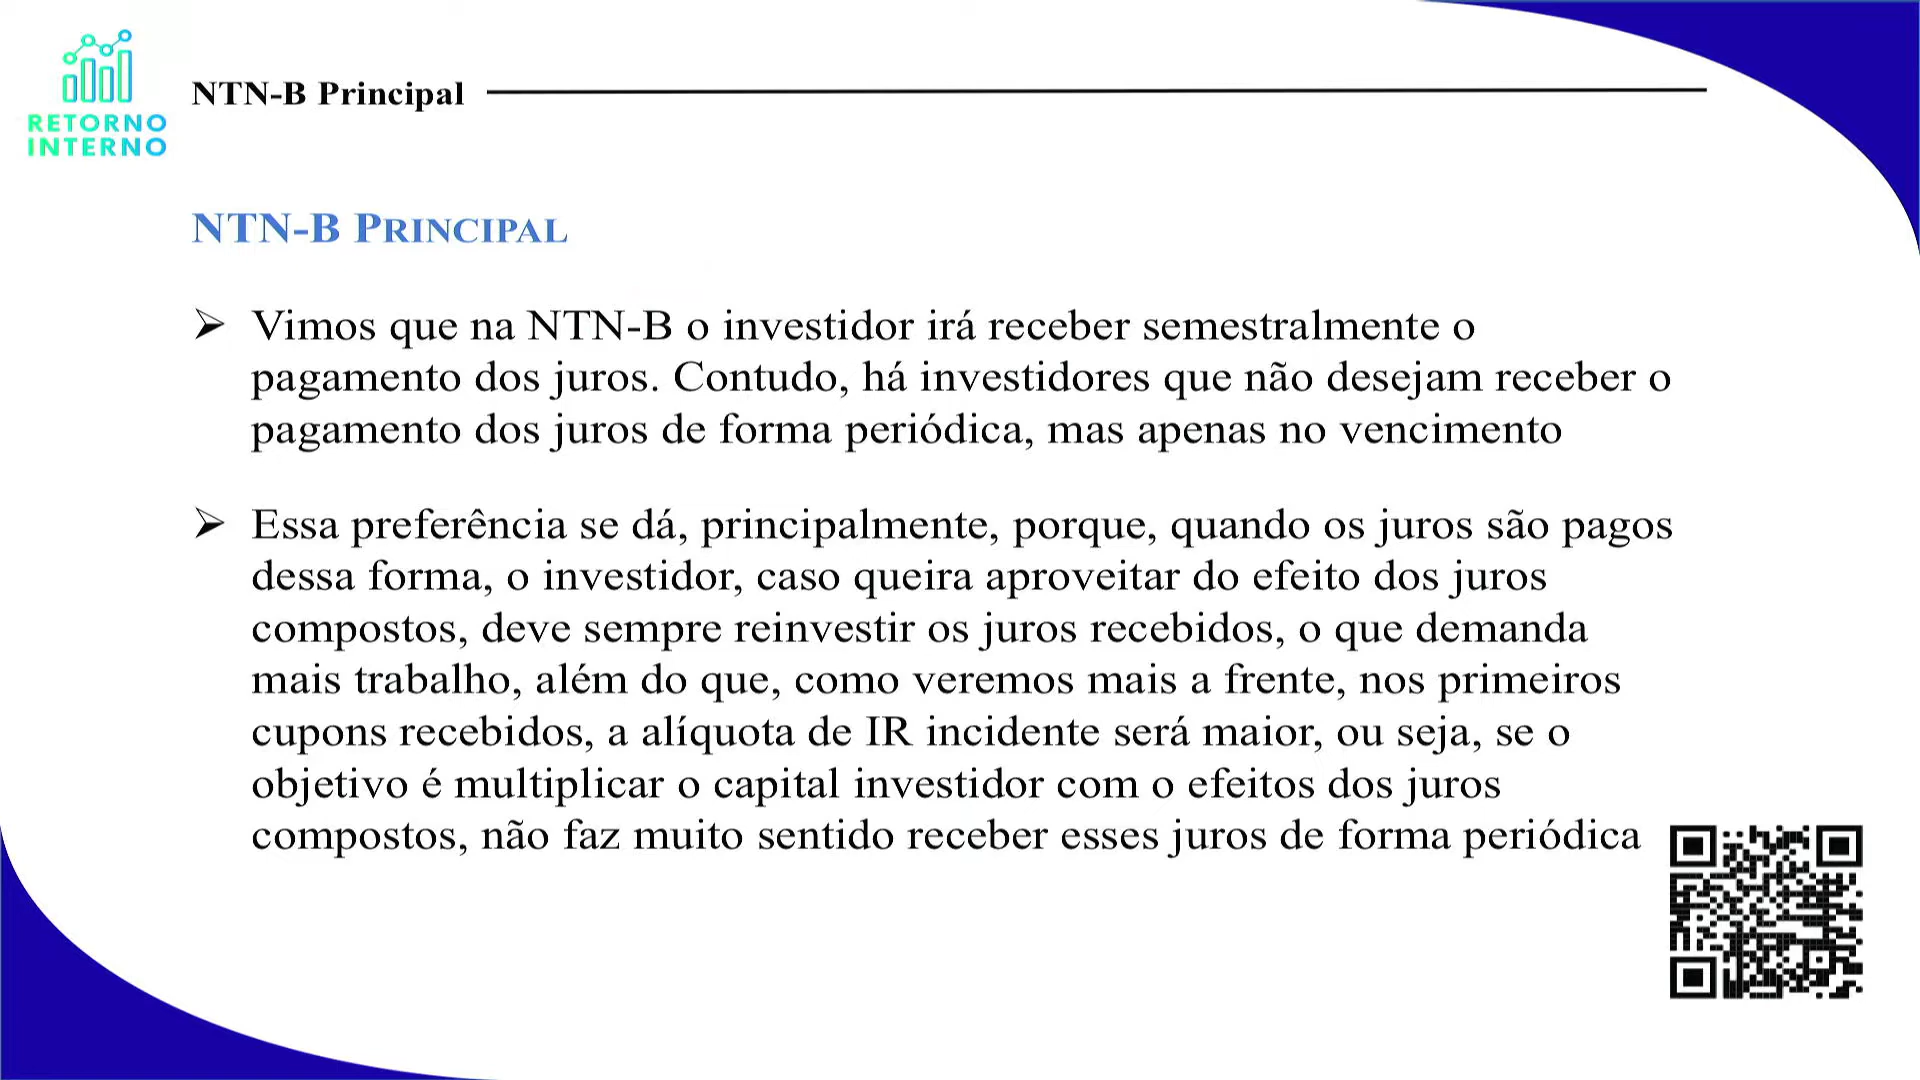 RETORNO
INTERNO
NTN-B Principal
NTN-B PRINCIPAL
Vimos que na NTN-B o investidor irá receber semestralmente o
pagamento dos juros. Contudo, há investidores que não desejam receber o
pagamento dos juros de forma periódica, mas apenas no vencimento
Essa preferência se dá, principalmente, porque, quando os juros são pagos
dessa forma, o investidor, caso queira aproveitar do efeito dos juros
compostos, deve sempre reinvestir os juros recebidos, o que demanda
mais trabalho, além do que, como veremos mais a frente, nos primeiros
cupons recebidos, a alíquota de IR incidente será maior, ou seja, se o
objetivo é multiplicar o capital investidor com o efeitos dos juros
compostos, não faz muito sentido receber esses juros de forma periódica